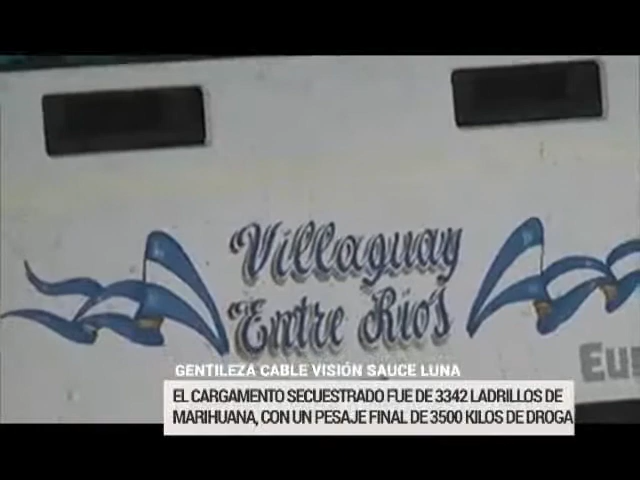 Villaguay
Entre Ríos
Eur
GENTILEZA CABLE VISIÓN SAUCE LUNA
EL CARGAMENTO SECUESTRADO FUE DE 3342 LADRILLOS DE
MARIHUANA, CON UN PESAJE FINAL DE 3500 KILOS DE DROGA